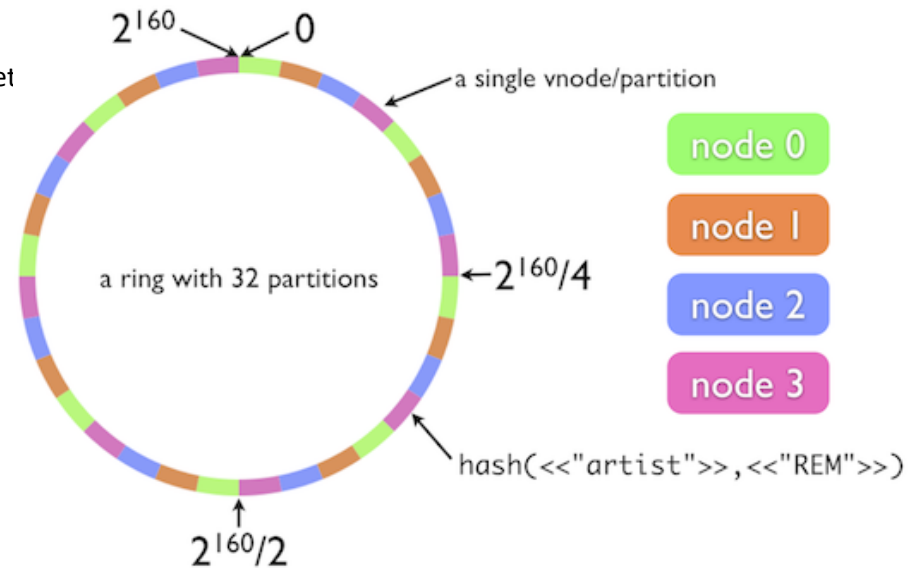 2^160
0
et
a single vnode/partition
node 0
node 1
a ring with 32 partitions
2^160/4
node 2
node 3
hash(<<"artist">>,<<"REM">>)
2^160/2